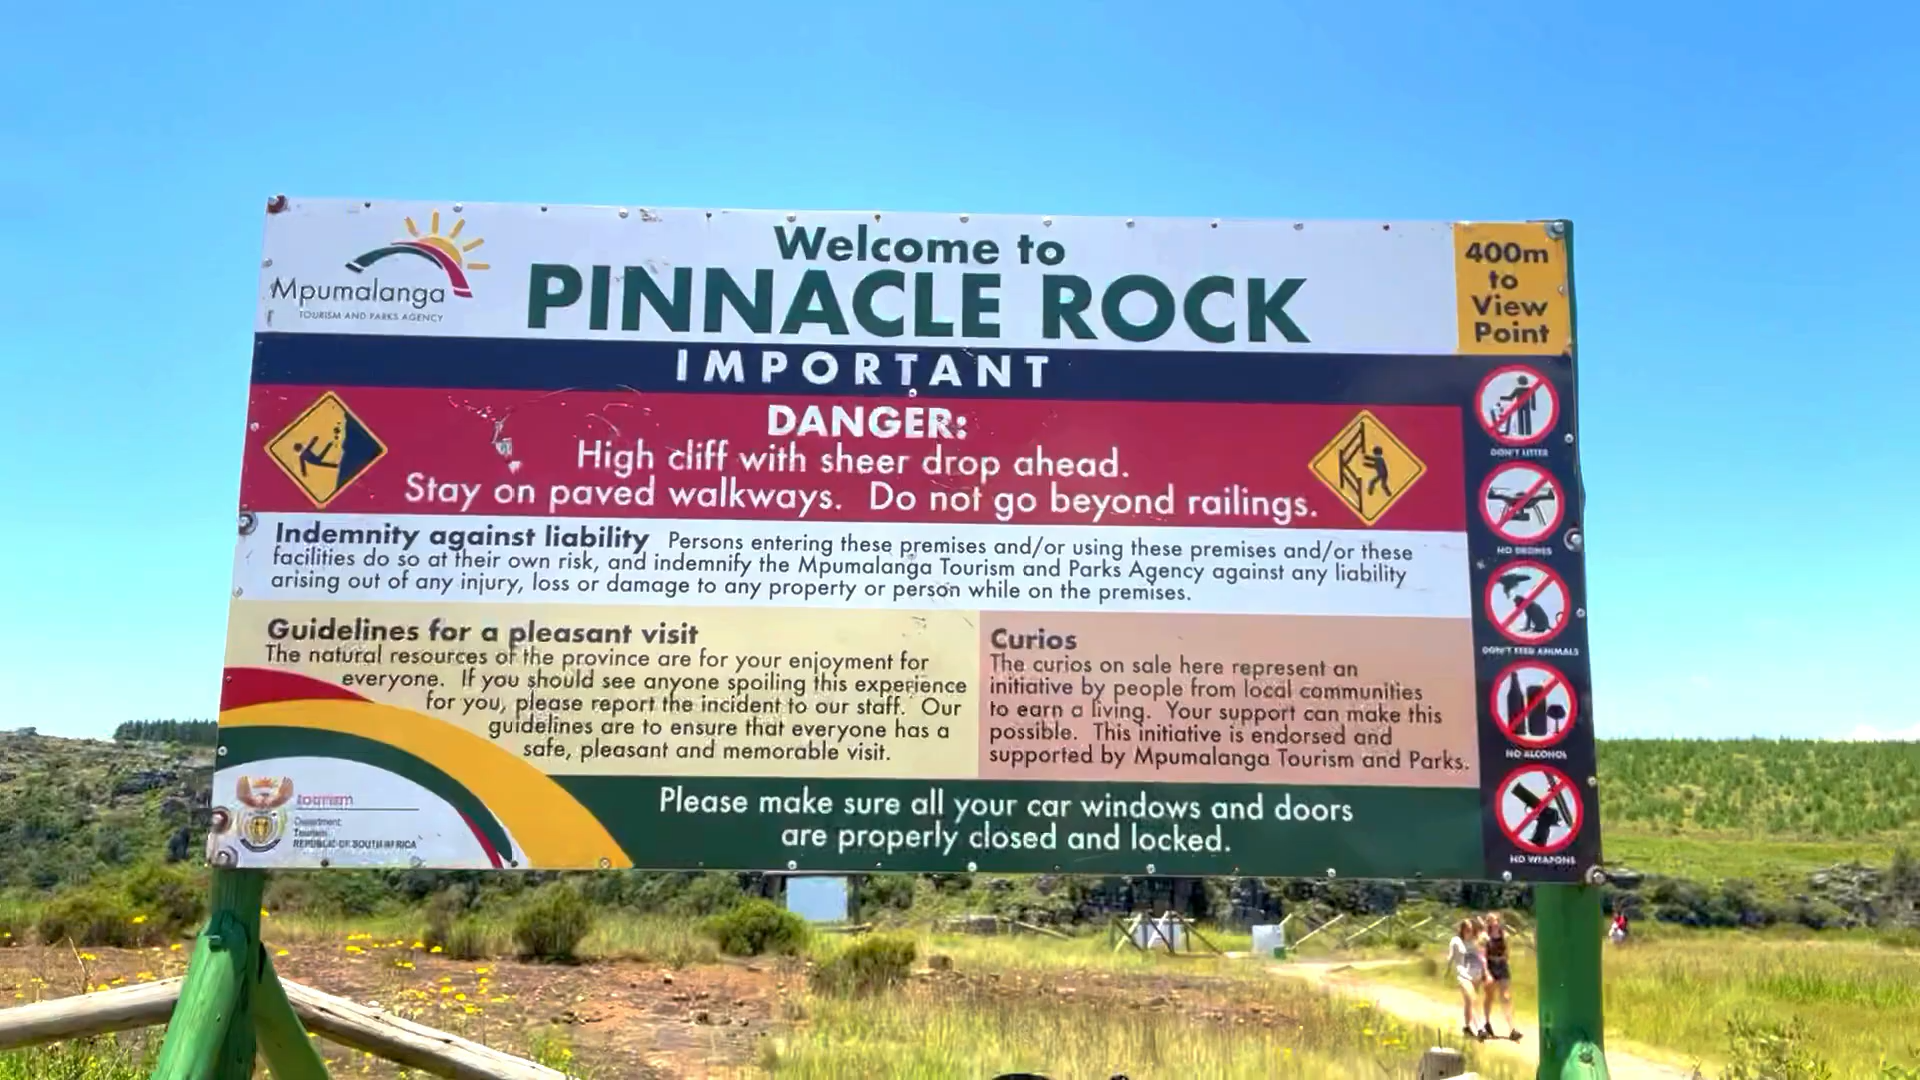 Mpumalanga
TOURISM AND PARKS AGENCY
Welcome to
PINNACLE ROCK
400m
to
View
Point
IMPORTANT
DANGER:
High cliff with sheer drop ahead.
Stay on paved walkways. Do not go beyond railings.
Indemnity against liability Persons entering these premises and/or using these premises and/or these
facilities do so at their own risk, and indemnify the Mpumalanga Tourism and Parks Agency against any liability
arising out of any injury, loss or damage to any property or person while on the premises.
Guidelines for a pleasant visit
The natural resources of the province are for your enjoyment for
everyone. If you should see anyone spoiling this experience
for you, please report the incident to our staff. Our
guidelines are to ensure that everyone has a
safe, pleasant and memorable visit.
Curios
The curios on sale here represent an
initiative by people from local communities
to earn a living. Your support can make this
possible. This initiative is endorsed and
supported by Mpumalanga Tourism and Parks.
DON'T LITTER
NO DRONES
DON'T FEED ANIMALS
NO ALCOHOL
NO WEAPONS
tourism
Department:
Tourism
REPUBLIC OF SOUTH AFRICA
Please make sure all your car windows and doors
are properly closed and locked.